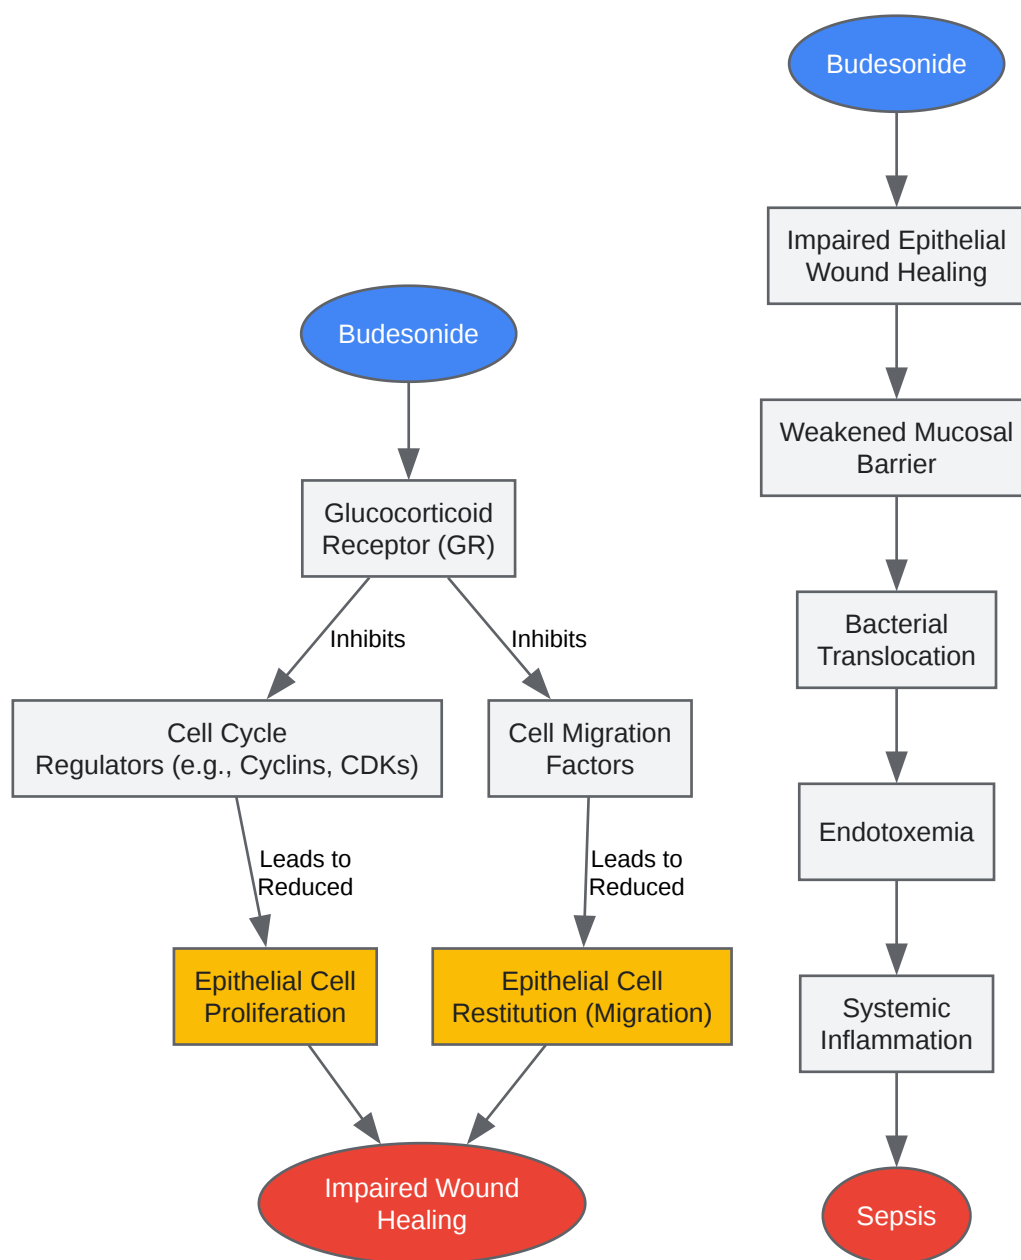 Budesonide
Glucocorticoid
Receptor (GR)
Inhibits
Inhibits
Cell Cycle
Regulators (e.g., Cyclins, CDKs)
Cell Migration
Factors
Leads to
Reduced
Leads to
Reduced
Epithelial Cell
Proliferation
Epithelial Cell
Restitution (Migration)
Impaired Wound
Healing
Budesonide
Impaired Epithelial
Wound Healing
Weakened Mucosal
Barrier
Bacterial
Translocation
Endotoxemia
Systemic
Inflammation
Sepsis